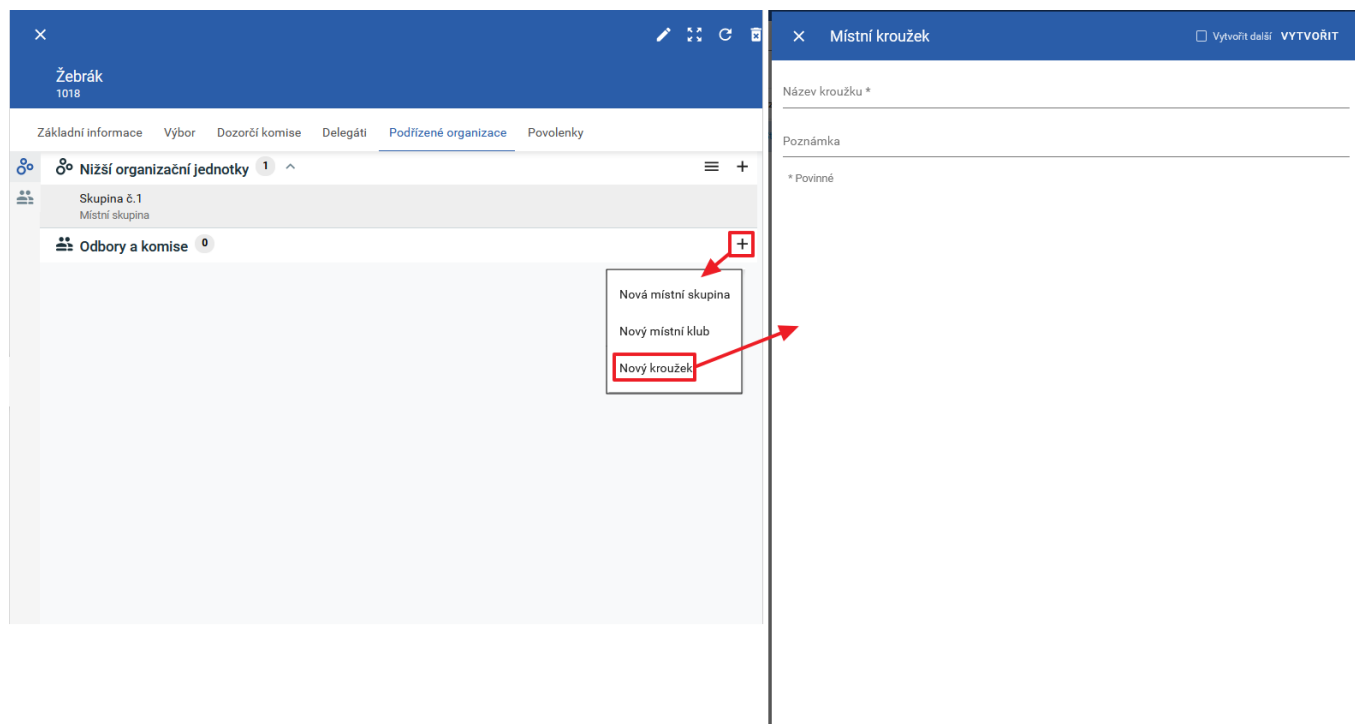 Žebrák
1018
Základní informace Výbor Dozorčí komise Delegáti Podřízené organizace Povolenky
Nižší organizační jednotky 1
Skupina č.1
Místní skupina
Odbory a komise 0
Nová místní skupina
Nový místní klub
Nový kroužek
Místní kroužek Vytvořit další VYTVOŘIT
Název kroužku *
Poznámka
* Povinné